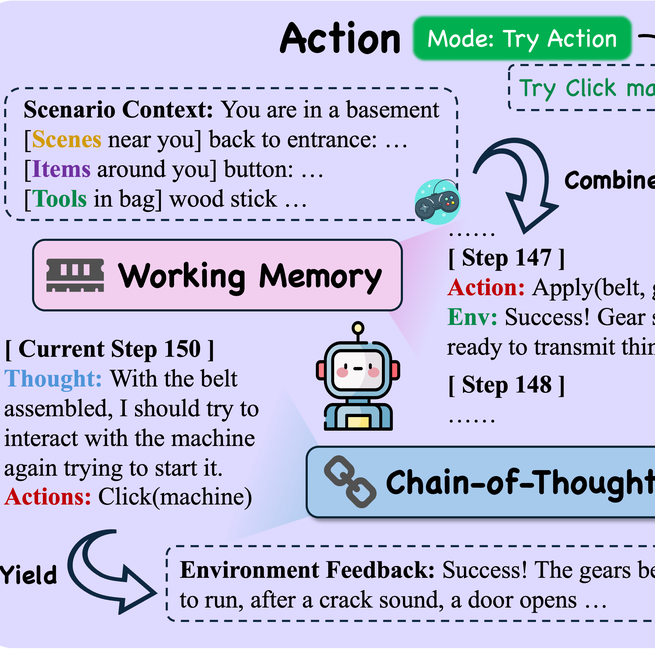 Action
Mode: Try Action
Try Click ma
Scenario Context: You are in a basement
[Scenes near you] back to entrance: …
[Items around you] button: …
[Tools in bag] wood stick …
Combine
Working Memory
……
[ Step 147 ]
Action: Apply(belt, g
Env: Success! Gear s
ready to transmit thin
[ Step 148 ]
……
[ Current Step 150 ]
Thought: With the belt
assembled, I should try to
interact with the machine
again trying to start it.
Actions: Click(machine)
Chain-of-Thought
Yield
Environment Feedback: Success! The gears be
to run, after a crack sound, a door opens …